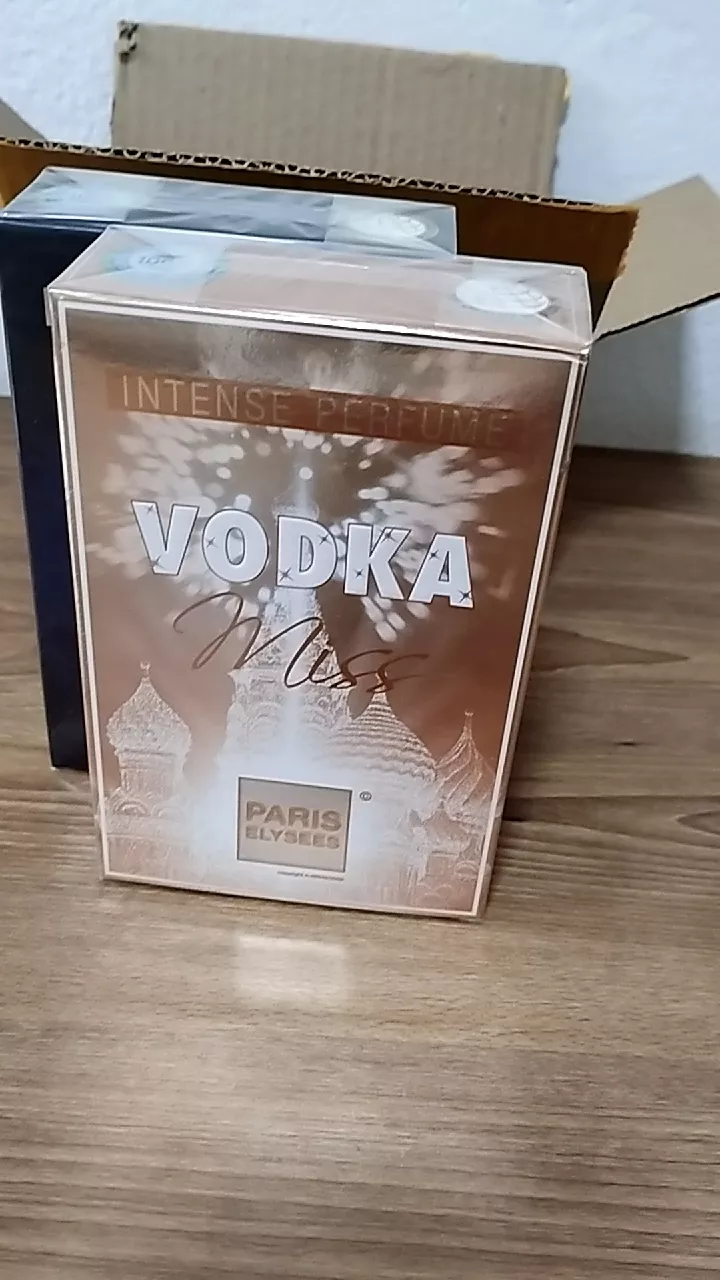 INTENSE PERFUME
VODKA
Miss
PARIS
ELYSEES
©